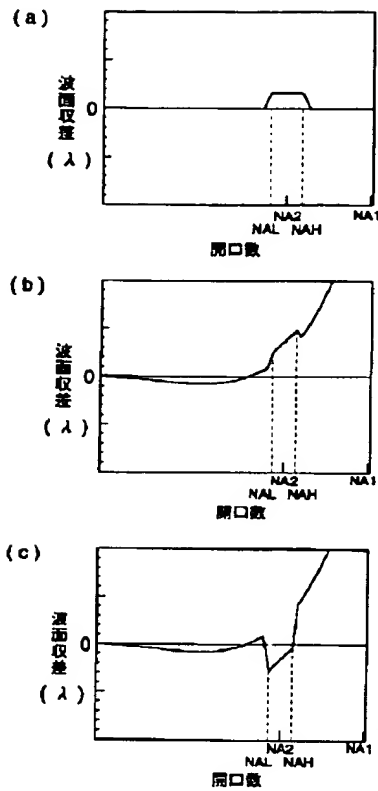 (a)
波面収差
(λ)
0
NA2
NA1
NAL
NAH
開口数
(b)
波面収差
(λ)
0
NA2
NA1
NAL
NAH
開口数
(c)
波面収差
(λ)
0
NA2
NA1
NAL
NAH
開口数